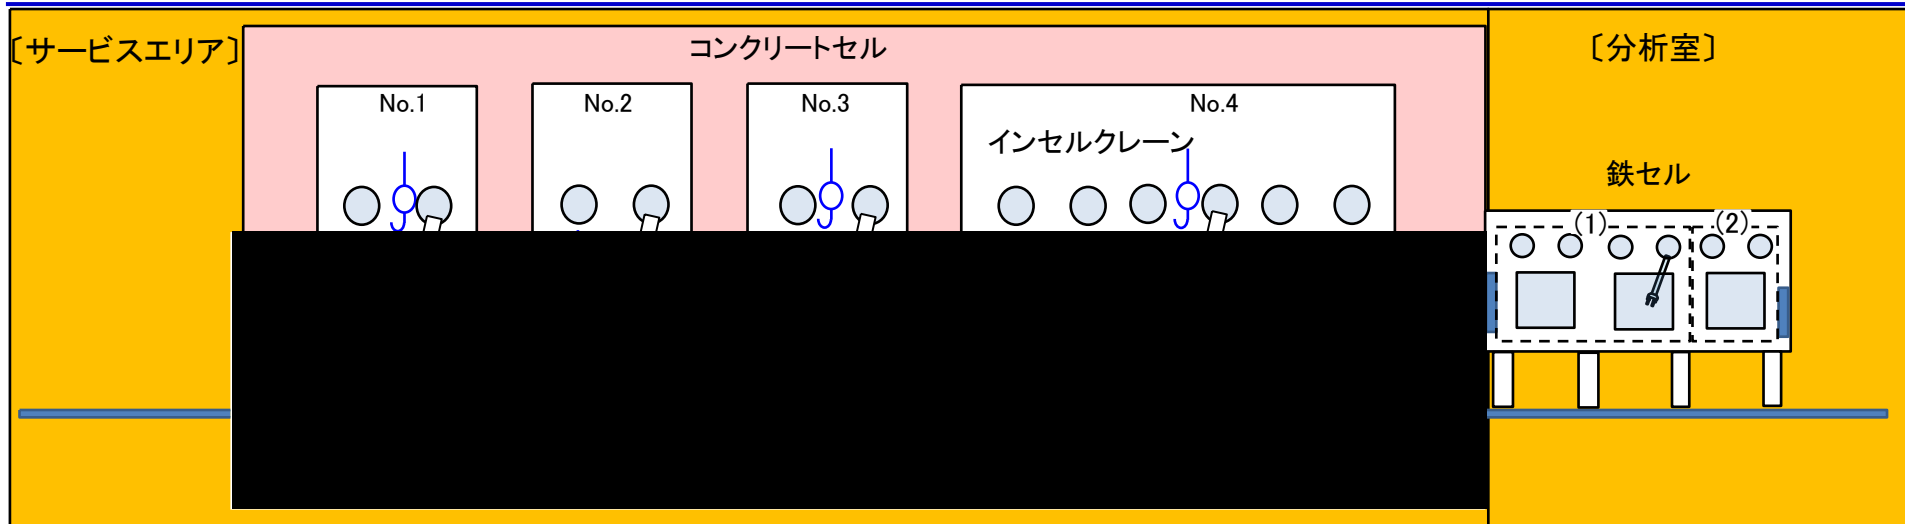 〔サービスエリア〕
コンクリートセル
〔分析室〕
No.1
No.2
No.3
No.4
インセルクレーン
鉄セル
(1)
(2)